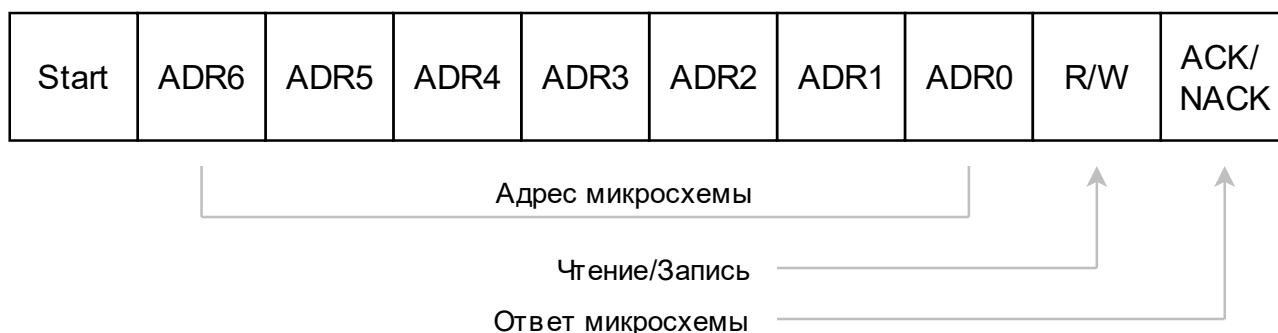 Start ADR6 ADR5 ADR4 ADR3 ADR2 ADR1 ADR0 R/W ACK/
NACK
Адрес микросхемы
Чтение/Запись
Ответ микросхемы